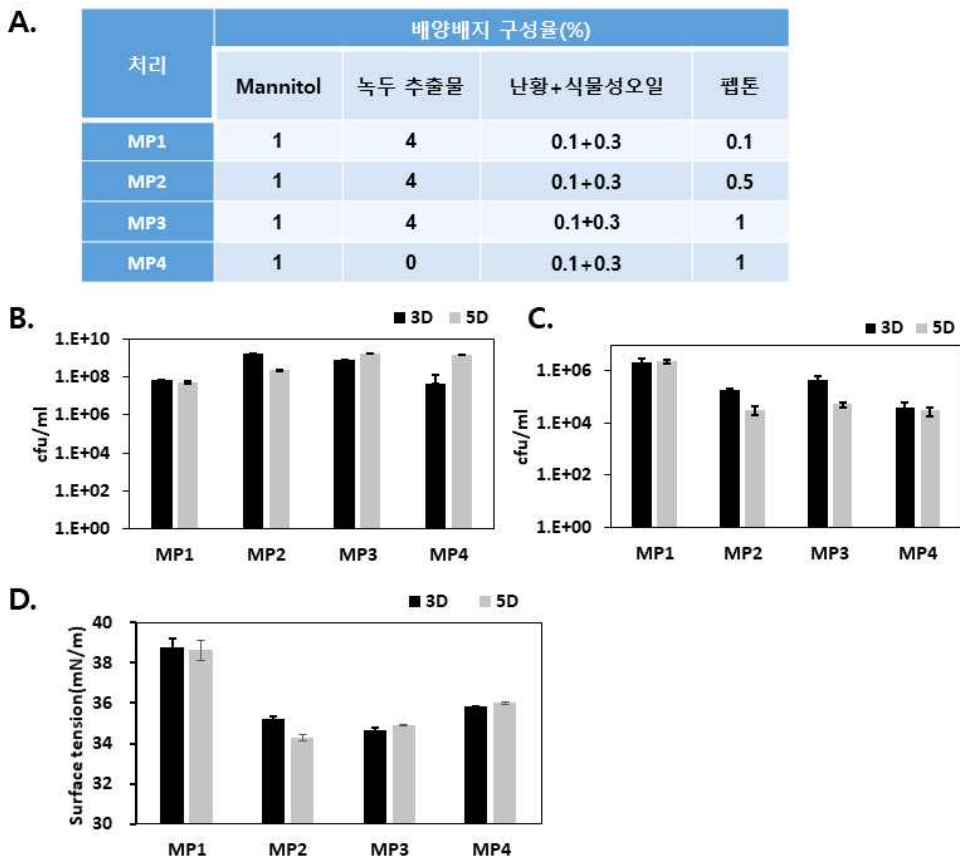 A.
처리
배양배지 구성율(%)
Mannitol 녹두 추출물 난황+식물성오일 펩톤
MP1 1 4 0.1+0.3 0.1
MP2 1 4 0.1+0.3 0.5
MP3 1 4 0.1+0.3 1
MP4 1 0 0.1+0.3 1
B.
3D 5D
cfu/ml
1.E+10
1.E+08
1.E+06
1.E+04
1.E+02
1.E+00
MP1 MP2 MP3 MP4
C.
3D 5D
cfu/ml
1.E+06
1.E+04
1.E+02
1.E+00
MP1 MP2 MP3 MP4
D.
3D 5D
Surface tension(mN/m)
40
38
36
34
32
30
MP1 MP2 MP3 MP4